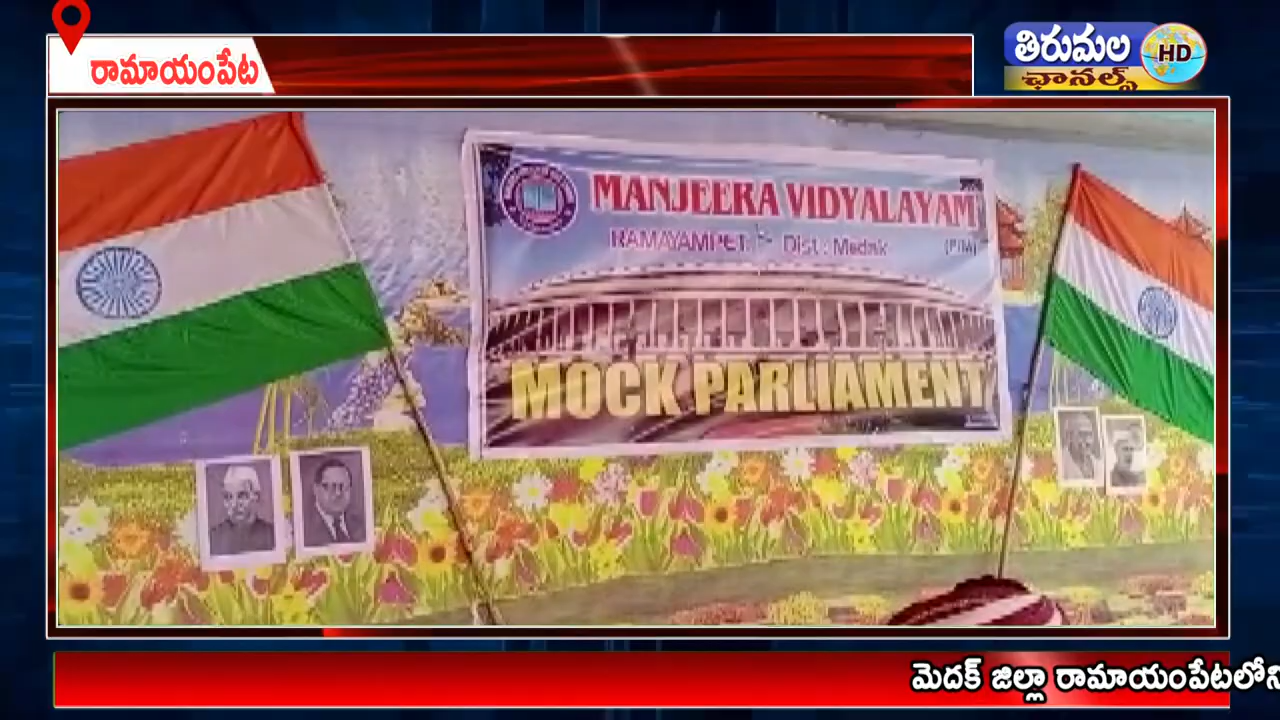 రామాయంపేట
తిరుమల
HD
ఛానల్స్
MANJEERA VIDYALAYAM
RAMAYAMPET. Dist : Medak
MOCK PARLIAMENT
మెదక్ జిల్లా రామాయంపేటలోని